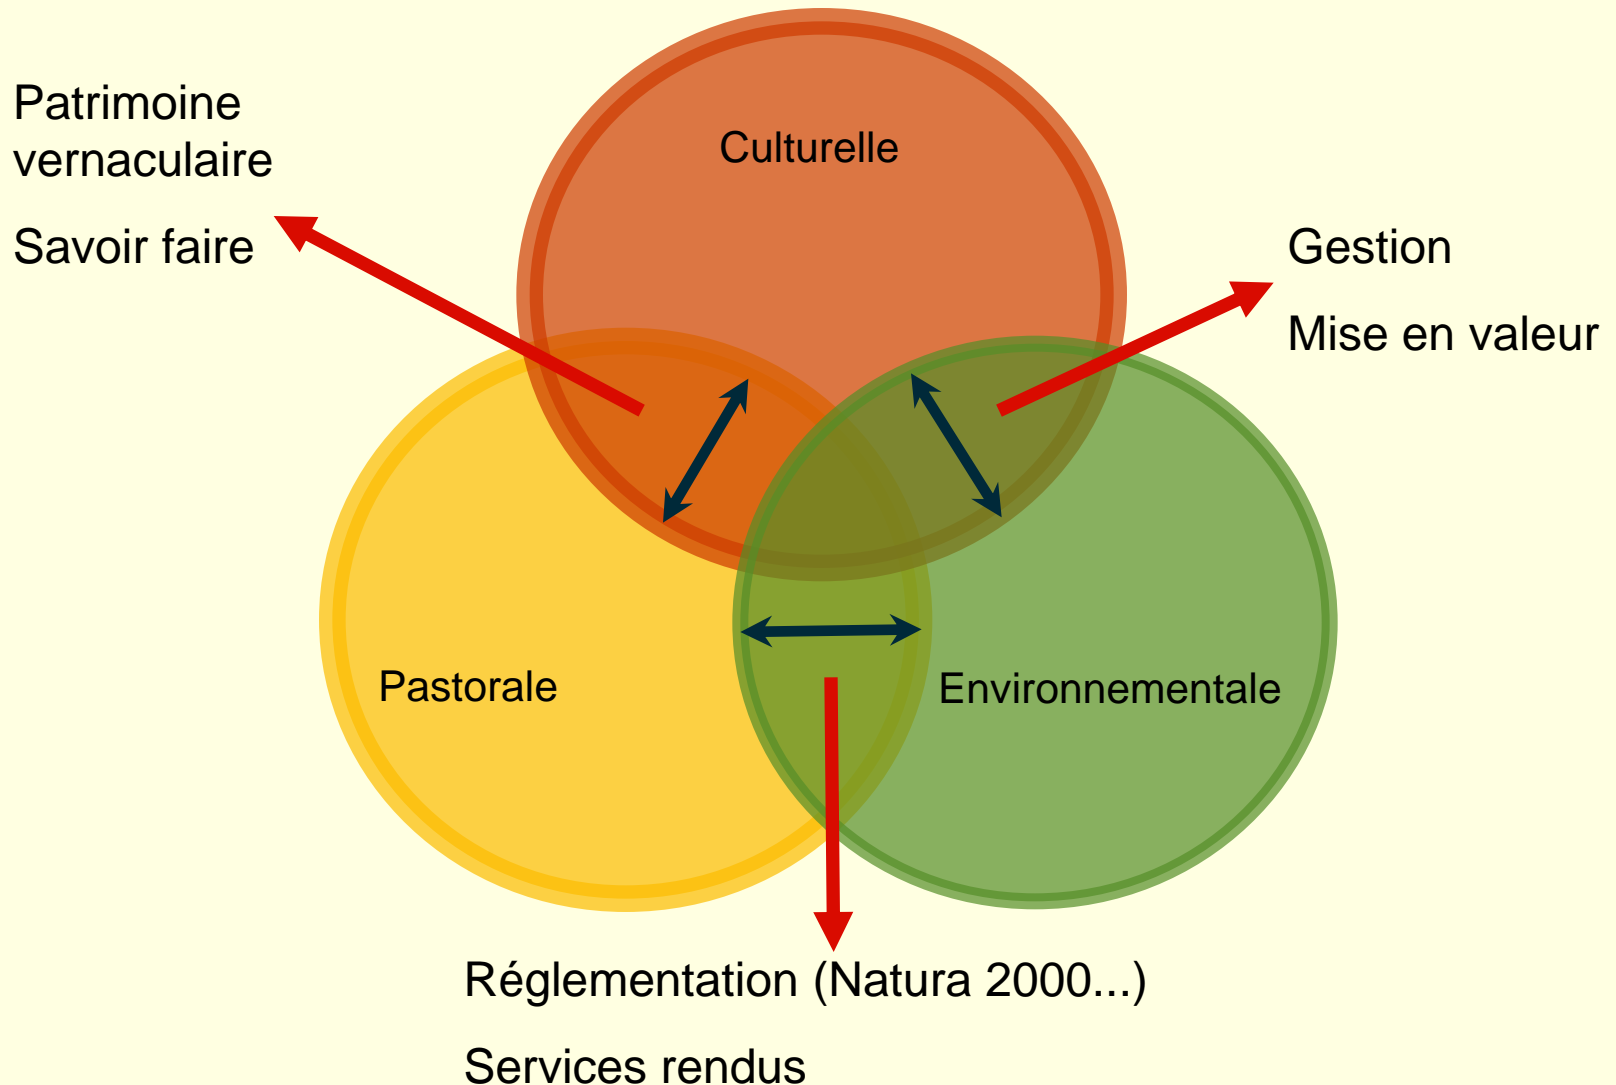 Patrimoine
vernaculaire
Savoir faire
Culturelle
Gestion
Mise en valeur
Pastorale
Environnementale
Réglementation (Natura 2000...)
Services rendus